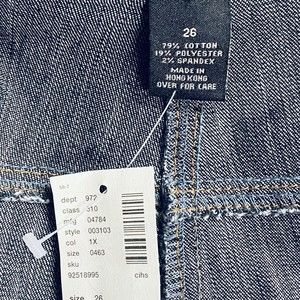 26
79% COTTON
19% POLYESTER
2% SPANDEX
MADE IN
HONG KONG
OVER FOR CARE
dept 972
class 310
mfg 04784
style 003103
col 1X
size 0463
sku
92518995 cihs
size 26